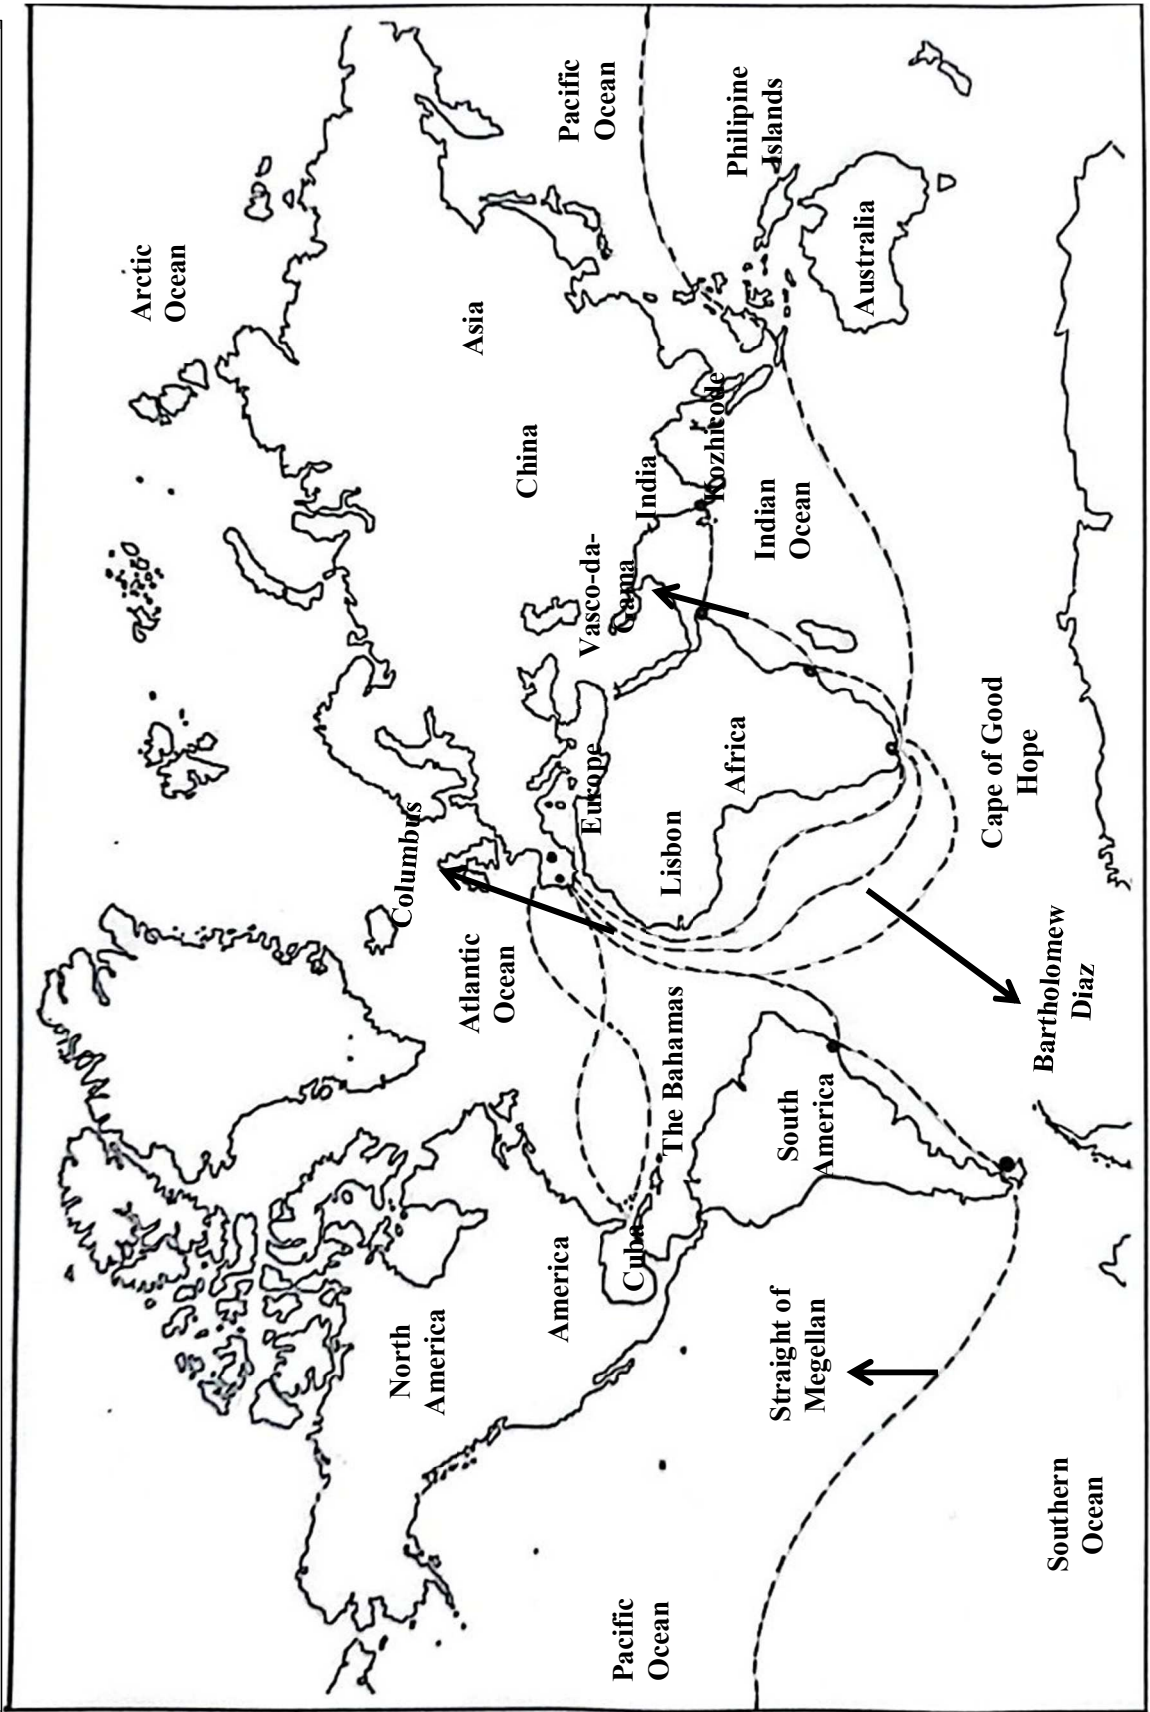 Arctic
Ocean
North
America
Columbus
Asia
Atlantic
Ocean
China
America
Pacific
Ocean
Europe
Vasco-da-
Gama
Pacific
Ocean
Cuba
India
The Bahamas
Lisbon
Kozhicode
Africa
Philipine
Islands
Straight of
Megellan
South
America
Indian
Ocean
Australia
Cape of Good
Hope
Southern
Ocean
Bartholomew
Diaz